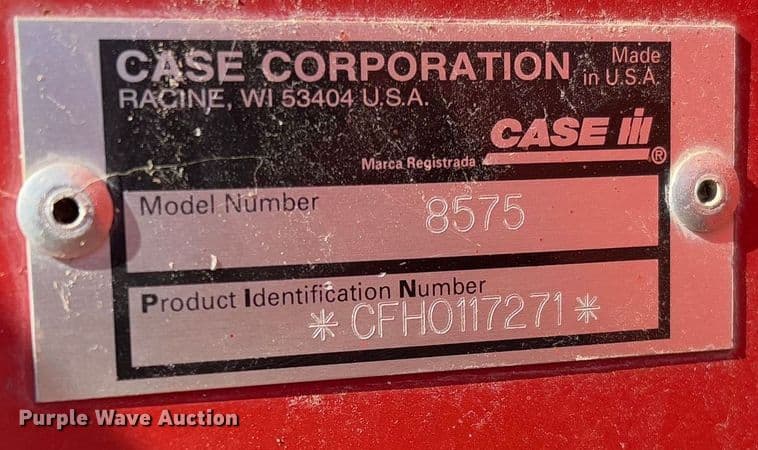 CASE CORPORATION
RACINE, WI 53404 U.S.A.
Made
in U.S.A.
CASE IH
Marca Registrada ®
Model Number 8575
Product Identification Number
*CFH0117271*
Purple Wave Auction